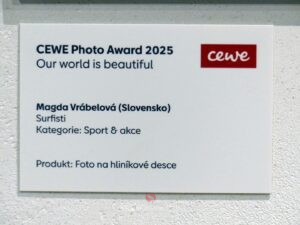 CEWE Photo Award 2025
Our world is beautiful
cewe
Magda Vrábelová (Slovensko)
Surfisti
Kategorie: Sport & akce
Produkt: Foto na hliníkové desce